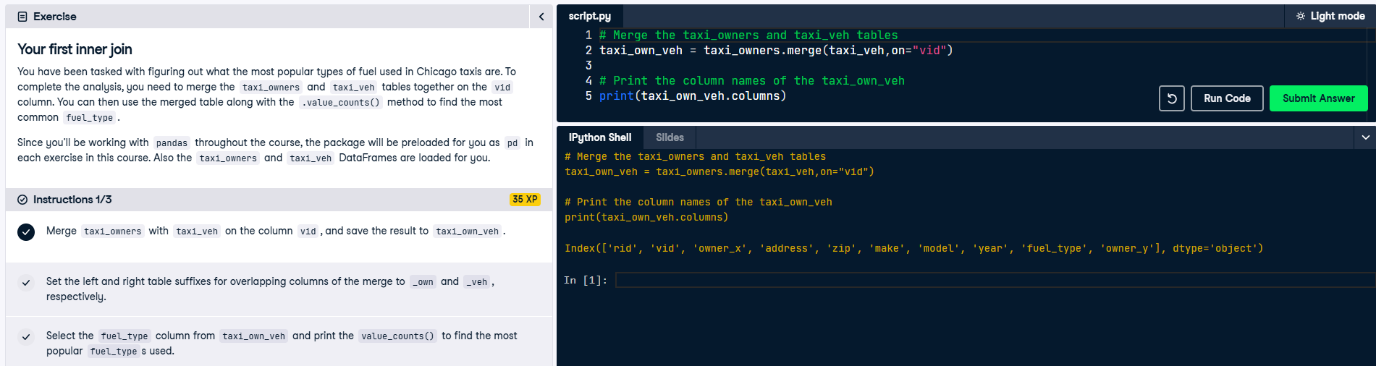 Exercise
Your first inner join
You have been tasked with figuring out what the most popular types of fuel used in Chicago taxis are. To
complete the analysis, you need to merge the taxi_owners and taxi_veh tables together on the vid
column. You can then use the merged table along with the .value_counts() method to find the most
common fuel_type .
Since you'll be working with pandas throughout the course, the package will be preloaded for you as pd in
each exercise in this course. Also the taxi_owners and taxi_veh DataFrames are loaded for you.
Instructions 1/3
35 XP
Merge taxi_owners with taxi_veh on the column vid , and save the result to taxi_own_veh .
Set the left and right table suffixes for overlapping columns of the merge to _own and _veh ,
respectively.
Select the fuel_type column from taxi_own_veh and print the value_counts() to find the most
popular fuel_type s used.
script.py
Light mode
1 # Merge the taxi_owners and taxi_veh tables
2 taxi_own_veh = taxi_owners.merge(taxi_veh,on="vid")
3
4 # Print the column names of the taxi_own_veh
5 print(taxi_own_veh.columns)
Run Code
Submit Answer
IPython Shell
Slides
# Merge the taxi_owners and taxi_veh tables
taxi_own_veh = taxi_owners.merge(taxi_veh,on="vid")
# Print the column names of the taxi_own_veh
print(taxi_own_veh.columns)
Index(['rid', 'vid', 'owner_x', 'address', 'zip', 'make', 'model', 'year', 'fuel_type', 'owner_y'], dtype='object')
In [1]: